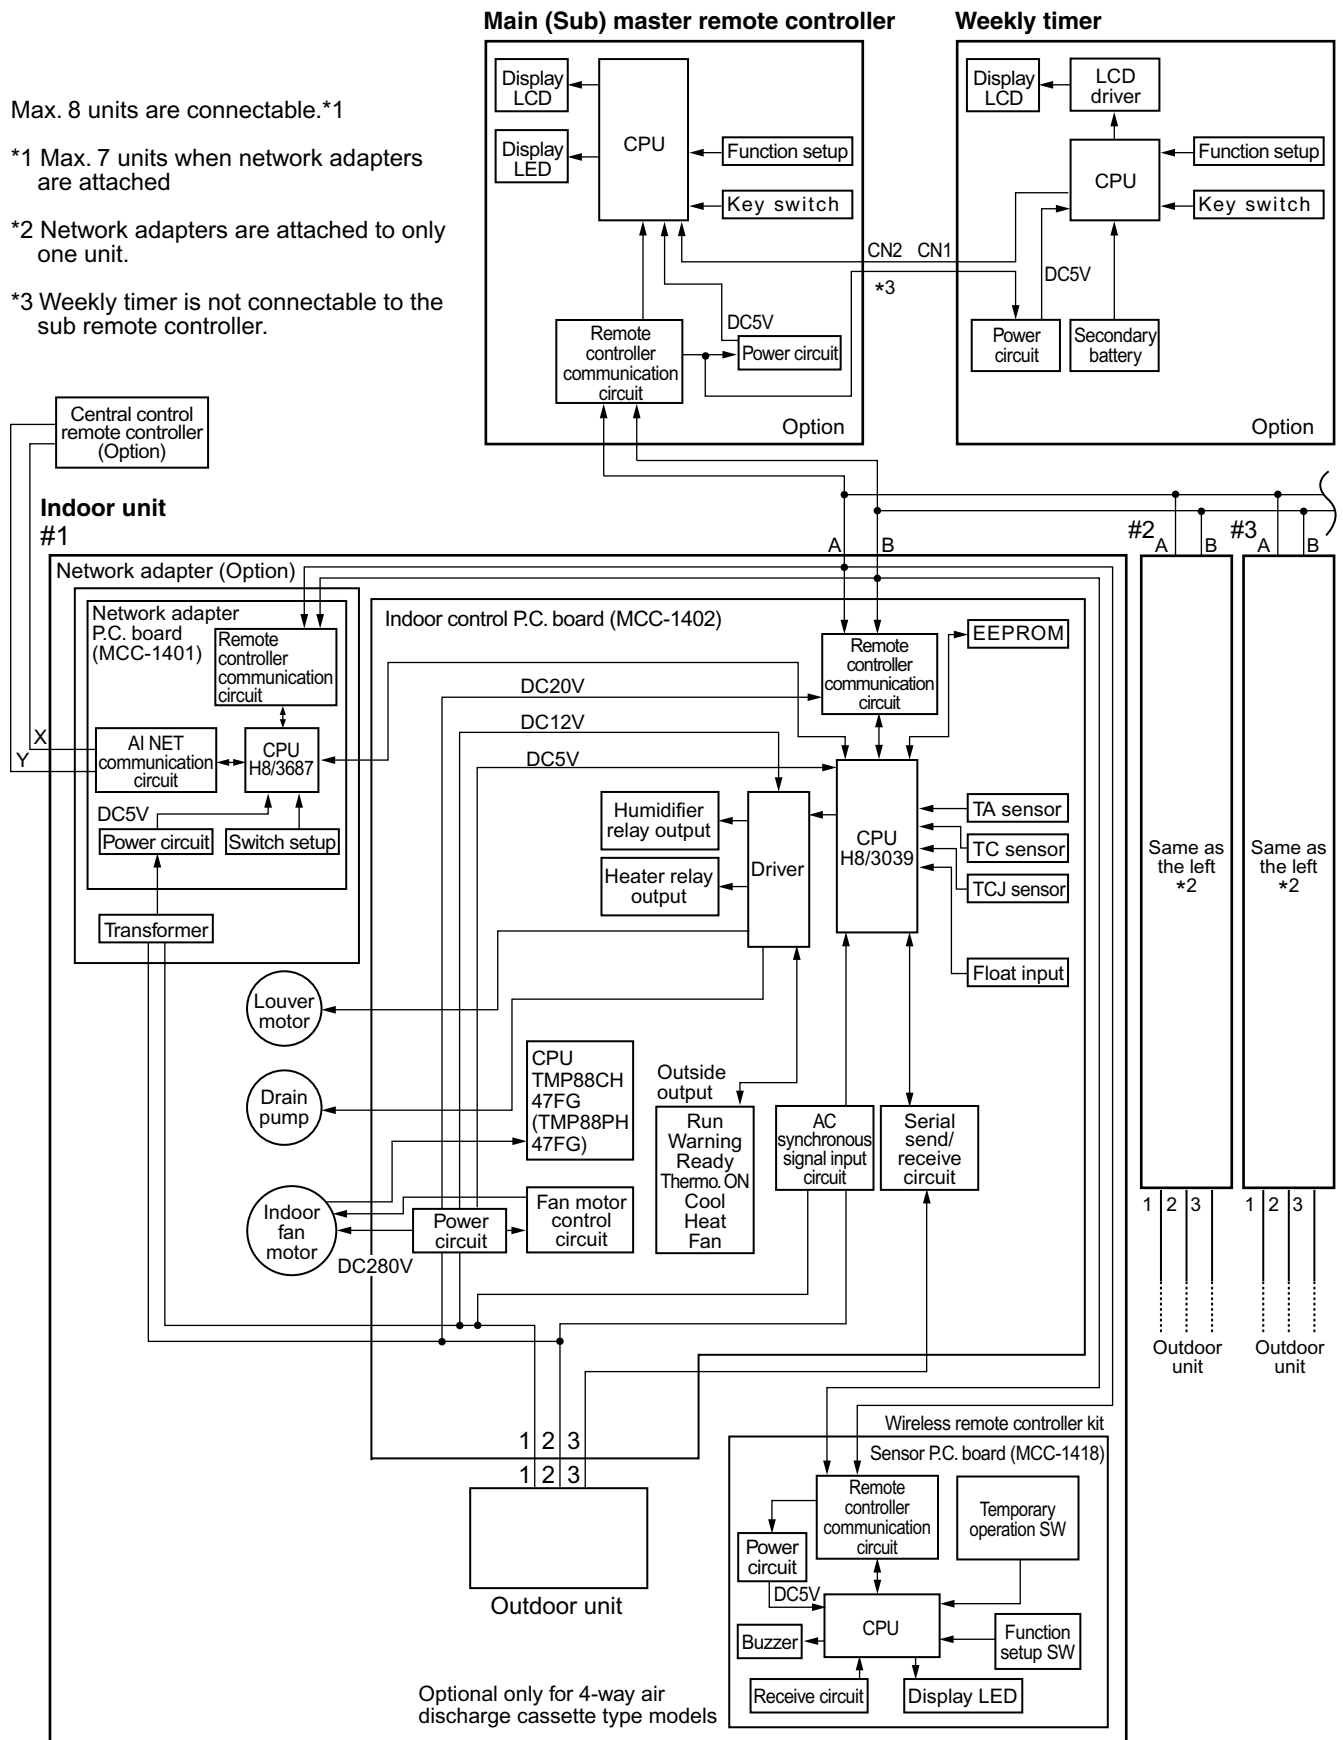 Main (Sub) master remote controller
Weekly timer
Max. 8 units are connectable.*1
*1 Max. 7 units when network adapters
are attached
*2 Network adapters are attached to only
one unit.
*3 Weekly timer is not connectable to the
sub remote controller.
Display
LCD
Display
LED
CPU
Function setup
Key switch
Remote
controller
communication
circuit
DC5V
Power circuit
Option
CN2
CN1
*3
Display
LCD
LCD
driver
CPU
Function setup
Key switch
DC5V
Power
circuit
Secondary
battery
Option
Central control
remote controller
(Option)
Indoor unit
#1
A
B
#2
A
B
#3
A
B
Network adapter (Option)
Network adapter
P.C. board
(MCC-1401)
Remote
controller
communication
circuit
X
Y
AI NET
communication
circuit
CPU
H8/3687
DC5V
Power circuit
Switch setup
Transformer
Indoor control P.C. board (MCC-1402)
Remote
controller
communication
circuit
EEPROM
DC20V
DC12V
DC5V
Humidifier
relay output
Heater relay
output
Driver
CPU
H8/3039
TA sensor
TC sensor
TCJ sensor
Float input
Same as
the left
*2
Same as
the left
*2
Louver
motor
Drain
pump
Indoor
fan
motor
CPU
TMP88CH
47FG
(TMP88PH
47FG)
Outside
output
Run
Warning
Ready
Thermo. ON
Cool
Heat
Fan
AC
synchronous
signal input
circuit
Serial
send/
receive
circuit
Power
circuit
Fan motor
control
circuit
DC280V
1 2 3
1 2 3
Outdoor
unit
Outdoor
unit
1 2 3
1 2 3
Outdoor unit
Wireless remote controller kit
Sensor P.C. board (MCC-1418)
Remote
controller
communication
circuit
Temporary
operation SW
Power
circuit
DC5V
CPU
Buzzer
Function
setup SW
Receive circuit
Display LED
Optional only for 4-way air
discharge cassette type models